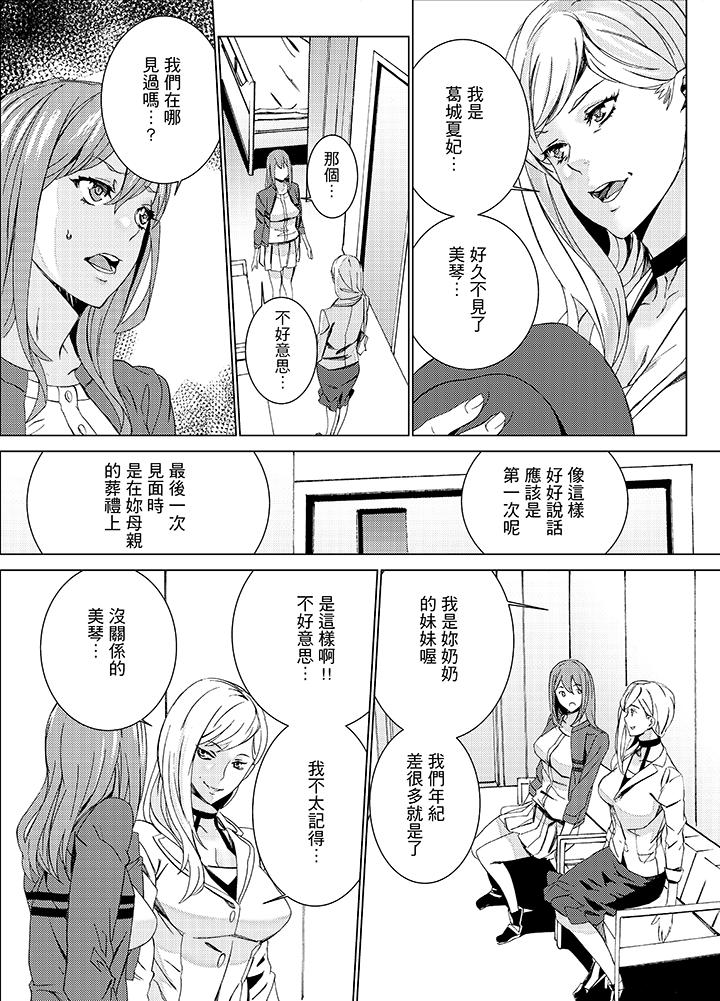 我是
葛城夏妃…
好久不見了
美琴…
那個…
不好意思…
我們在哪
見過嗎…？
像這樣
好好說話
應該是
第一次呢
最後一次
見面時
是在妳母親
的葬禮上
我是妳奶奶
的妹妹喔
我們年紀
差很多就是了
是這樣啊!!
不好意思…
我不太記得…
沒關係的
美琴…